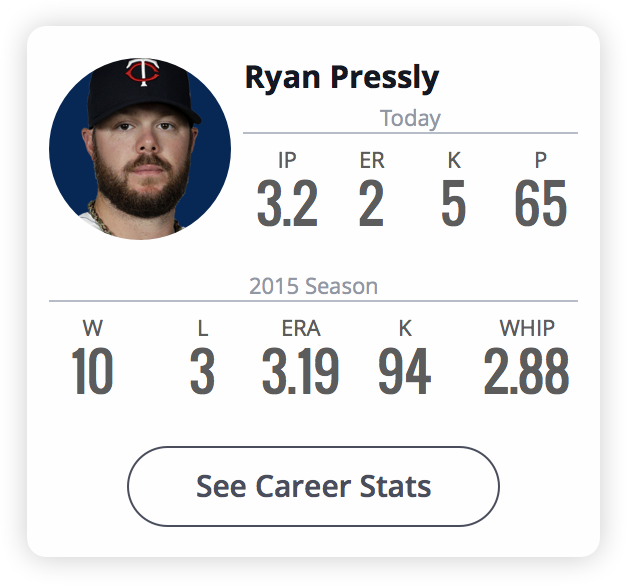 Ryan Pressly
Today
IP ER K P
3.2 2 5 65
2015 Season
W L ERA K WHIP
10 3 3.19 94 2.88
See Career Stats